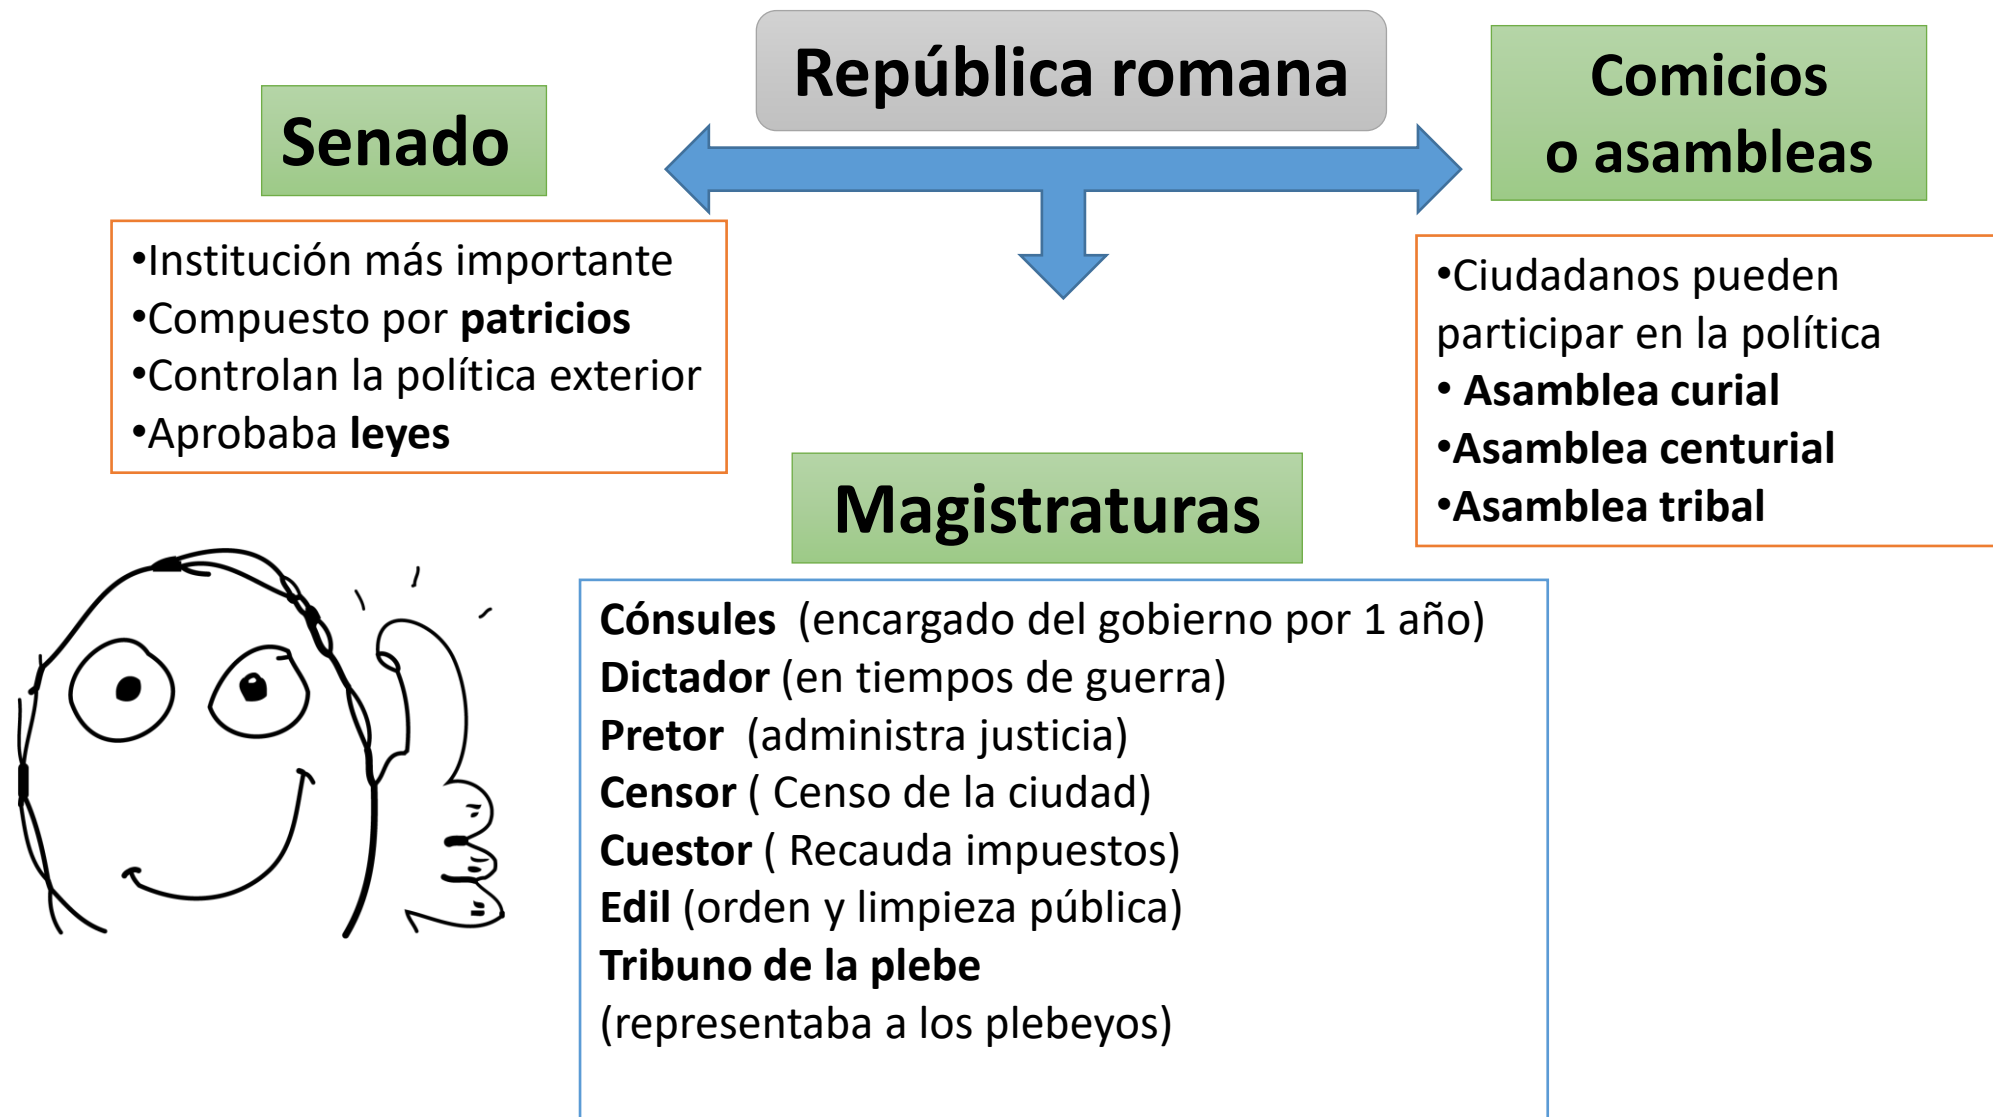 República romana
Senado
•Institución más importante
•Compuesto por patricios
•Controlan la política exterior
•Aprobaba leyes
Comicios
o asambleas
•Ciudadanos pueden
participar en la política
• Asamblea curial
•Asamblea centurial
•Asamblea tribal
Magistraturas
Cónsules (encargado del gobierno por 1 año)
Dictador (en tiempos de guerra)
Pretor (administra justicia)
Censor ( Censo de la ciudad)
Cuestor ( Recauda impuestos)
Edil (orden y limpieza pública)
Tribuno de la plebe
(representaba a los plebeyos)